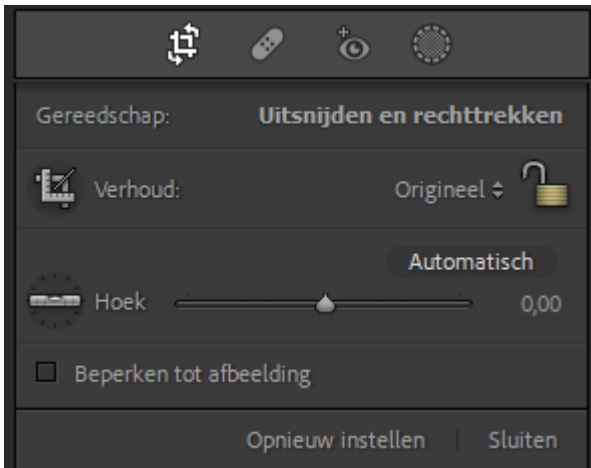 Gereedschap: Uitsnijden en rechttrekken
Verhoud: Origineel
Automatisch
Hoek 0,00
Beperken tot afbeelding
Opnieuw instellen Sluiten